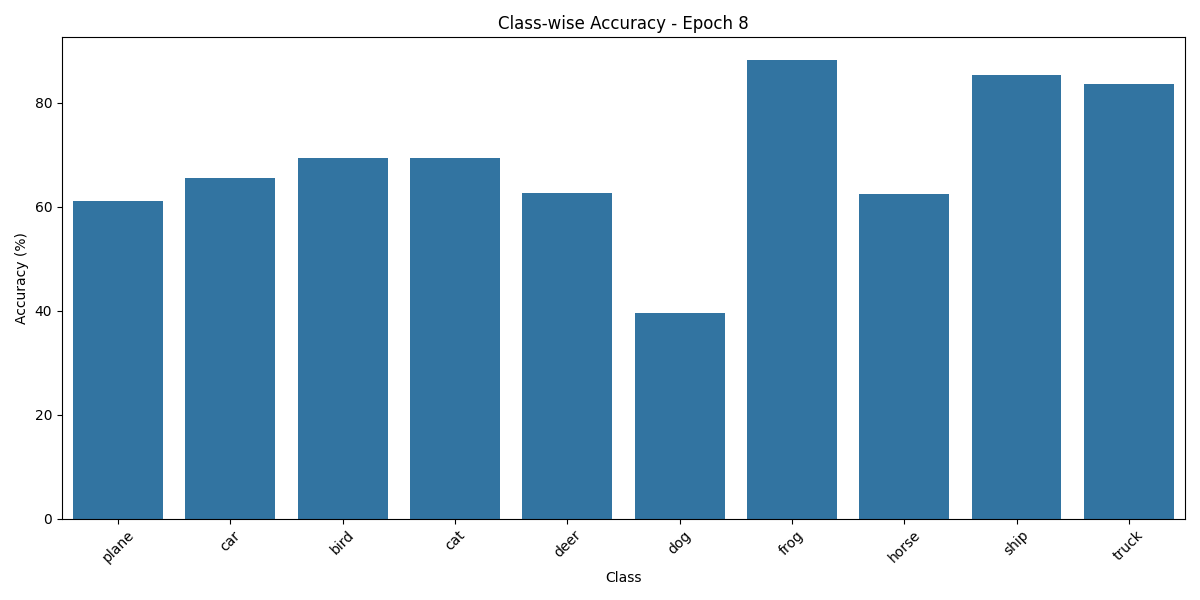 Class-wise Accuracy - Epoch 8
Accuracy (%)
80
60
40
20
0
plane
car
bird
cat
deer
dog
frog
horse
ship
truck
Class